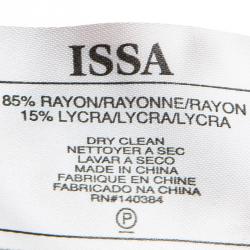 ISSA
85% RAYON/RAYONNE/RAYON
15% LYCRA/LYCRA/LYCRA
DRY CLEAN
NETTOYER A SEC
LAVAR A SECO
MADE IN CHINA
FABRIQUE EN CHINE
FABRICADO NA CHINA
RN#140384
P